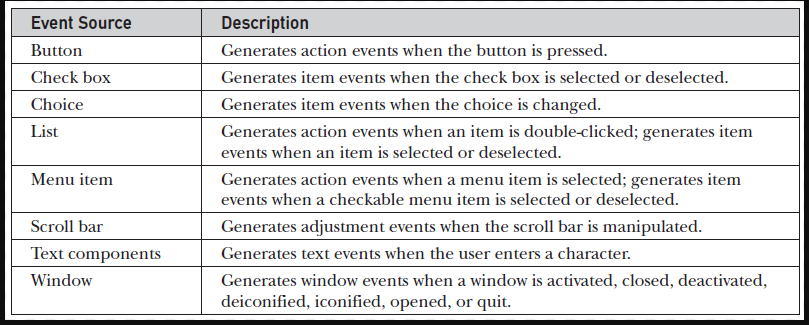 Event Source Description
Button Generates action events when the button is pressed.
Check box Generates item events when the check box is selected or deselected.
Choice Generates item events when the choice is changed.
List Generates action events when an item is double-clicked; generates item
events when an item is selected or deselected.
Menu item Generates action events when a menu item is selected; generates item
events when a checkable menu item is selected or deselected.
Scroll bar Generates adjustment events when the scroll bar is manipulated.
Text components Generates text events when the user enters a character.
Window Generates window events when a window is activated, closed, deactivated,
deiconified, iconified, opened, or quit.